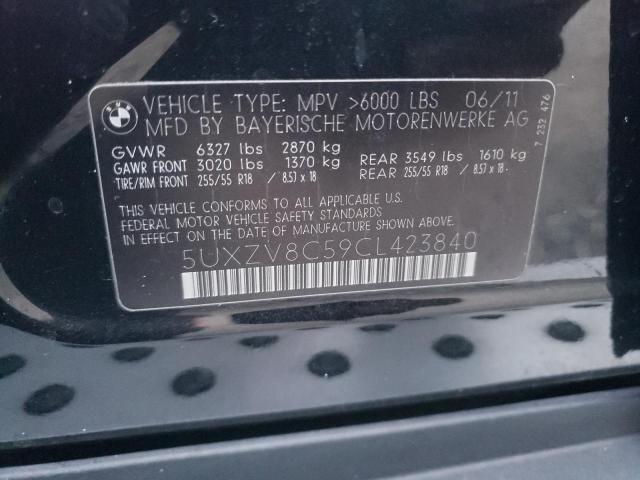 BMW
VEHICLE TYPE: MPV >6000 LBS 06/11
MFD BY BAYERISCHE MOTORENWERKE AG
GVWR 6327 lbs 2870 kg
GAWR FRONT 3020 lbs 1370 kg REAR 3549 lbs 1610 kg
TIRE/RIM FRONT 255/55 R18 / 8.5J x 18 REAR 255/55 R18 / 8.5J x 18
THIS VEHICLE CONFORMS TO ALL APPLICABLE U.S.
FEDERAL MOTOR VEHICLE SAFETY STANDARDS
IN EFFECT ON THE DATE OF MANUFACTURE SHOWN ABOVE.
5UXZV8C59CL423840
7 232 476